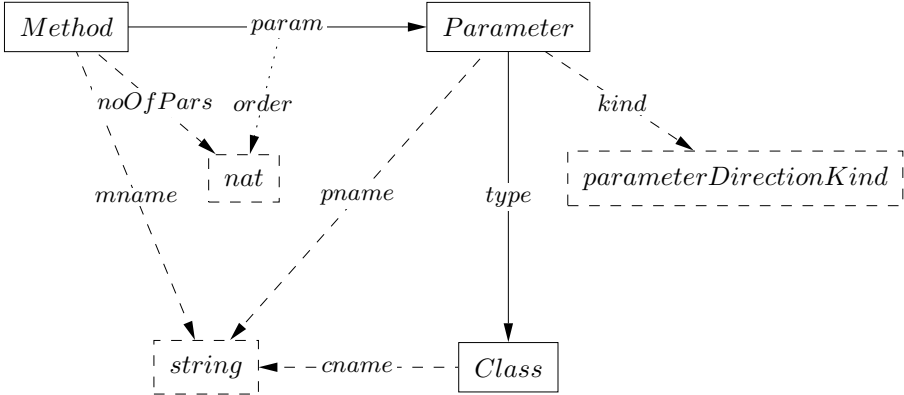 Method
param
Parameter
noOfPars
order
kind
nat
parameterDirectionKind
mname
pname
type
string
cname
Class